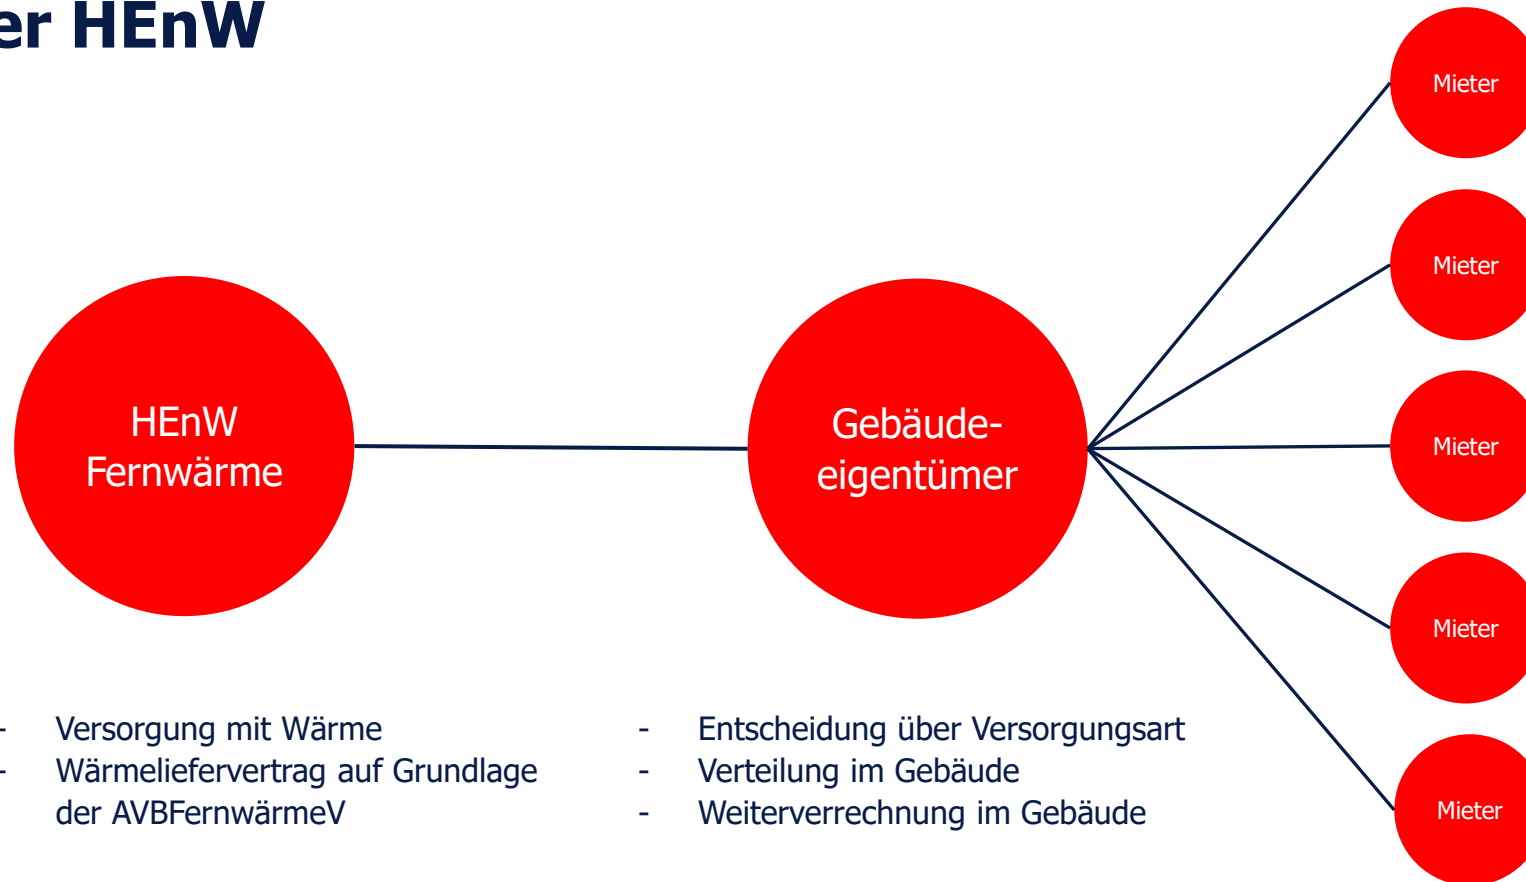 er HEnW
Mieter
Mieter
HEnW
Fernwärme
Gebäude-
eigentümer
Mieter
Mieter
- Versorgung mit Wärme
- Wärmeliefervertrag auf Grundlage
der AVBFernwärmeV
- Entscheidung über Versorgungsart
- Verteilung im Gebäude
- Weiterverrechnung im Gebäude
Mieter